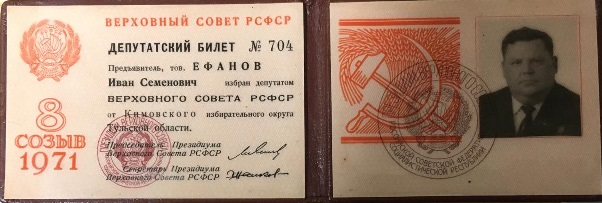 ВЕРХОВНЫЙ СОВЕТ РСФСР
ДЕПУТАТСКИЙ БИЛЕТ № 704
Предъявитель, тов. ЕФАНОВ
Иван Семенович избран депутатом
ВЕРХОВНОГО СОВЕТА РСФСР
от Кимовского избирательного округа
Тульской области.
Председатель Президиума
Верховного Совета РСФСР
Секретарь Президиума
Верховного Совета РСФСР
8
СОЗЫВ
1971